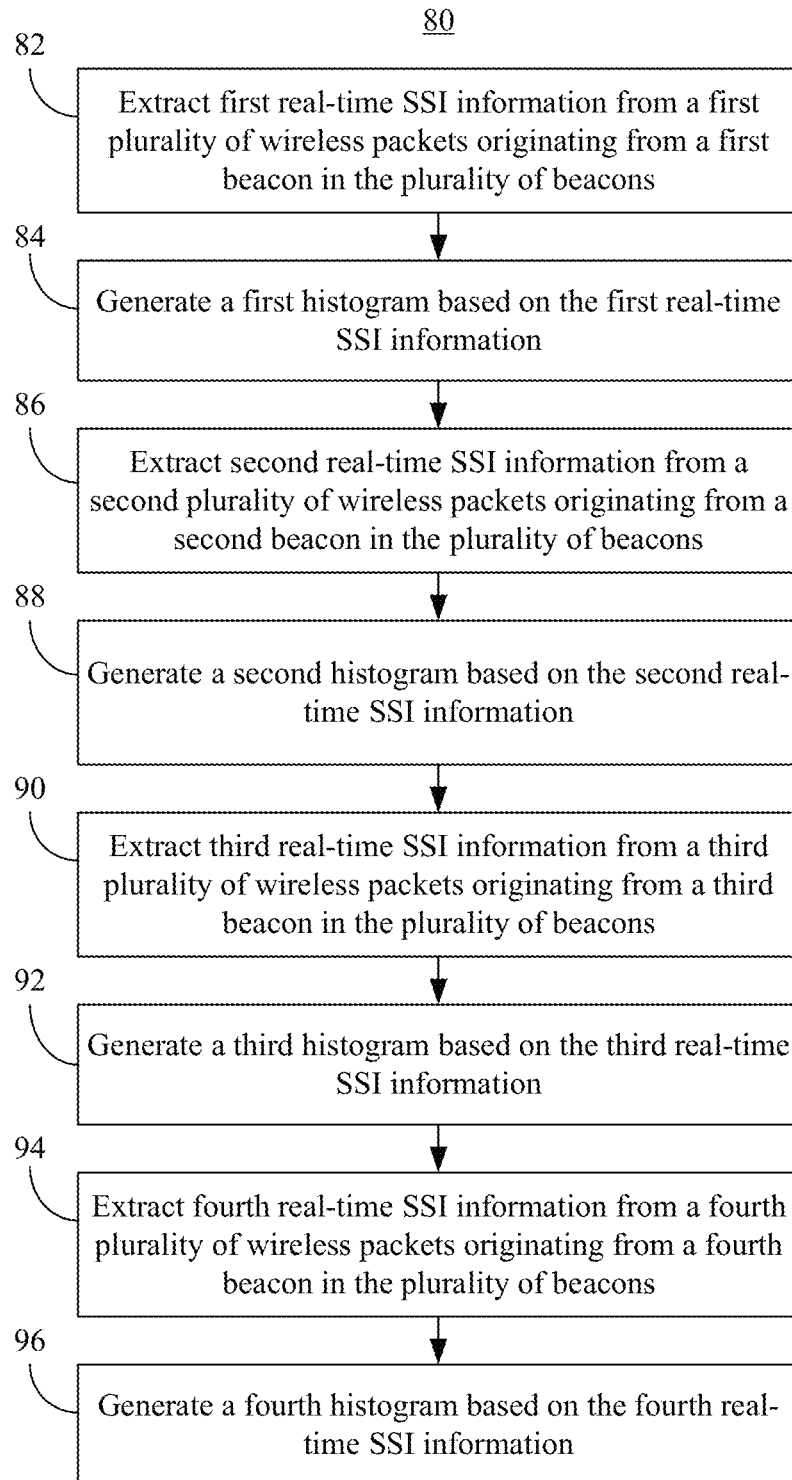 80
82
Extract first real-time SSI information from a first
plurality of wireless packets originating from a first
beacon in the plurality of beacons
84
Generate a first histogram based on the first real-time
SSI information
86
Extract second real-time SSI information from a
second plurality of wireless packets originating from a
second beacon in the plurality of beacons
88
Generate a second histogram based on the second real-
time SSI information
90
Extract third real-time SSI information from a third
plurality of wireless packets originating from a third
beacon in the plurality of beacons
92
Generate a third histogram based on the third real-time
SSI information
94
Extract fourth real-time SSI information from a fourth
plurality of wireless packets originating from a fourth
beacon in the plurality of beacons
96
Generate a fourth histogram based on the fourth real-
time SSI information